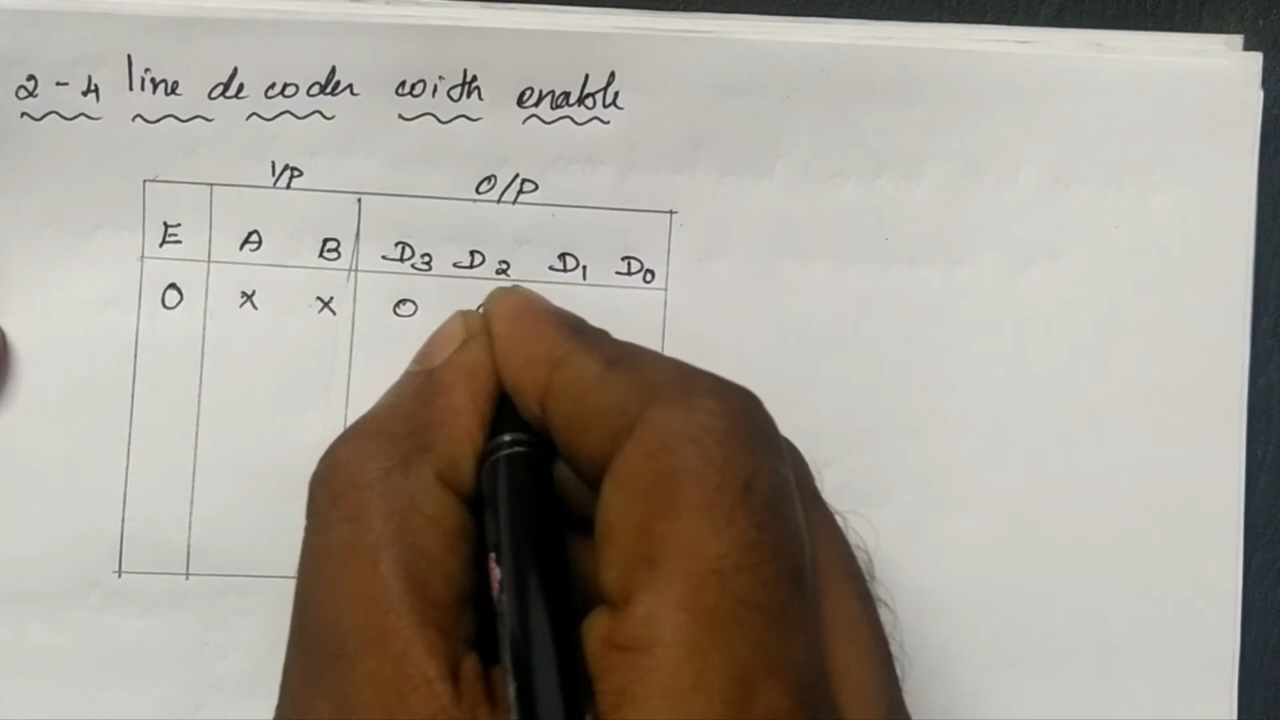 2-4 line decoder with enable
I/P O/P
E A B D3 D2 D1 D0
0 x x 0